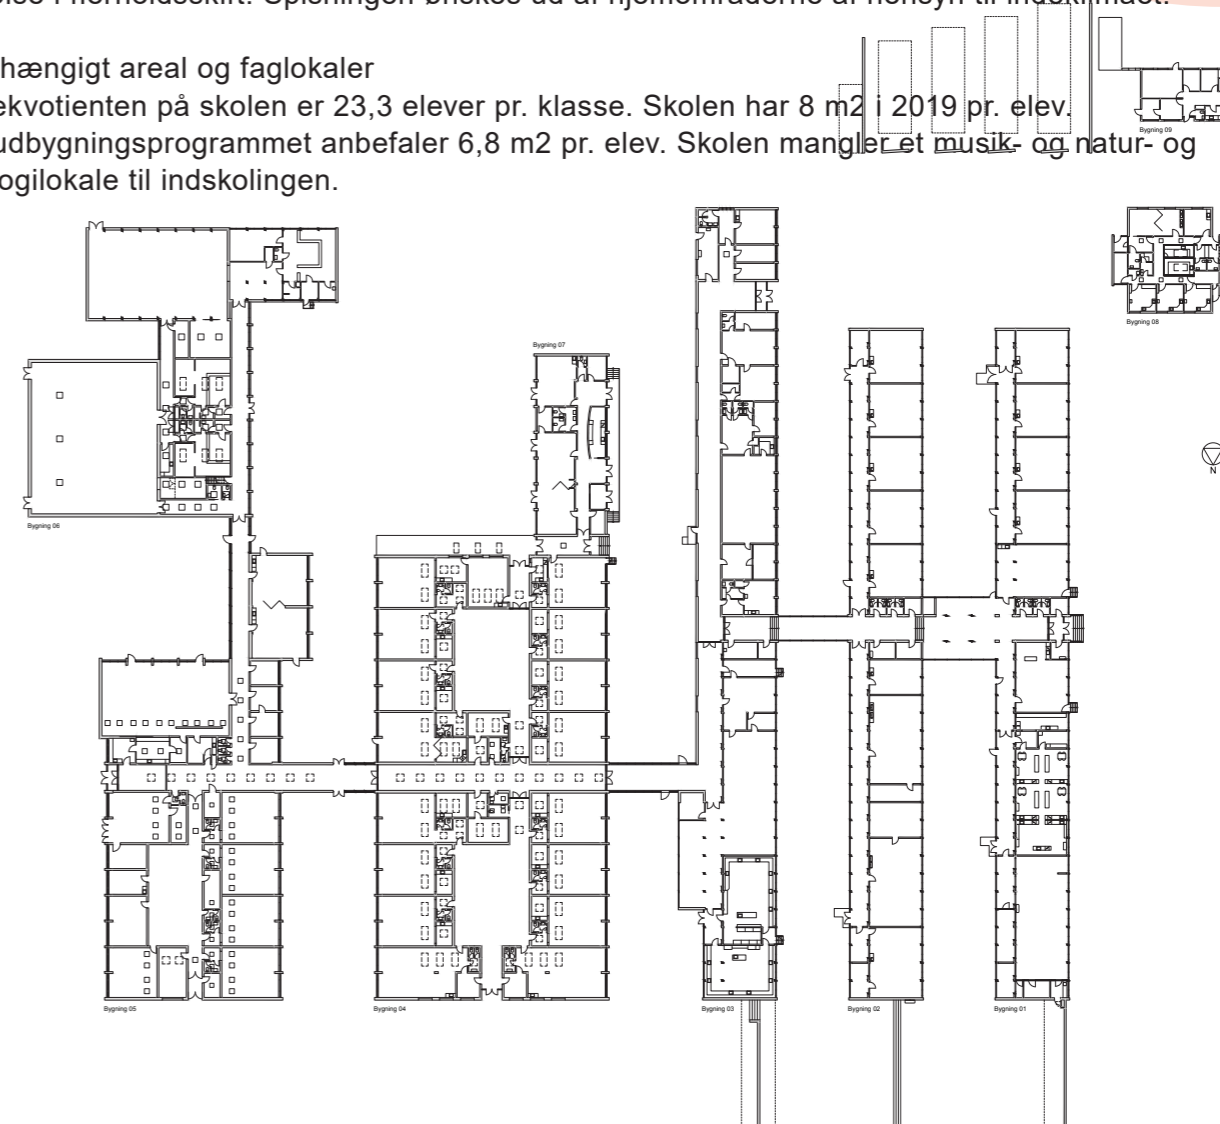 hængigt areal og faglokaler
ekvotienten på skolen er 23,3 elever pr. klasse. Skolen har 8 m2 i 2019 pr. elev.
udbygningsprogrammet anbefaler 6,8 m2 pr. elev. Skolen mangler et musik- og natur- og
ogilokale til indskolingen.
Bygning 09
Bygning 08
Bygning 07
N
Bygning 06
Bygning 05
Bygning 04
Bygning 03
Bygning 02
Bygning 01